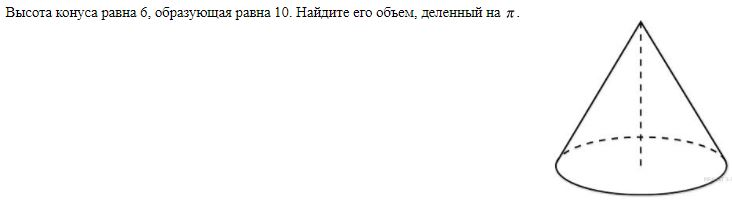 Высота конуса равна 6, образующая равна 10. Найдите его объем, деленный на π.